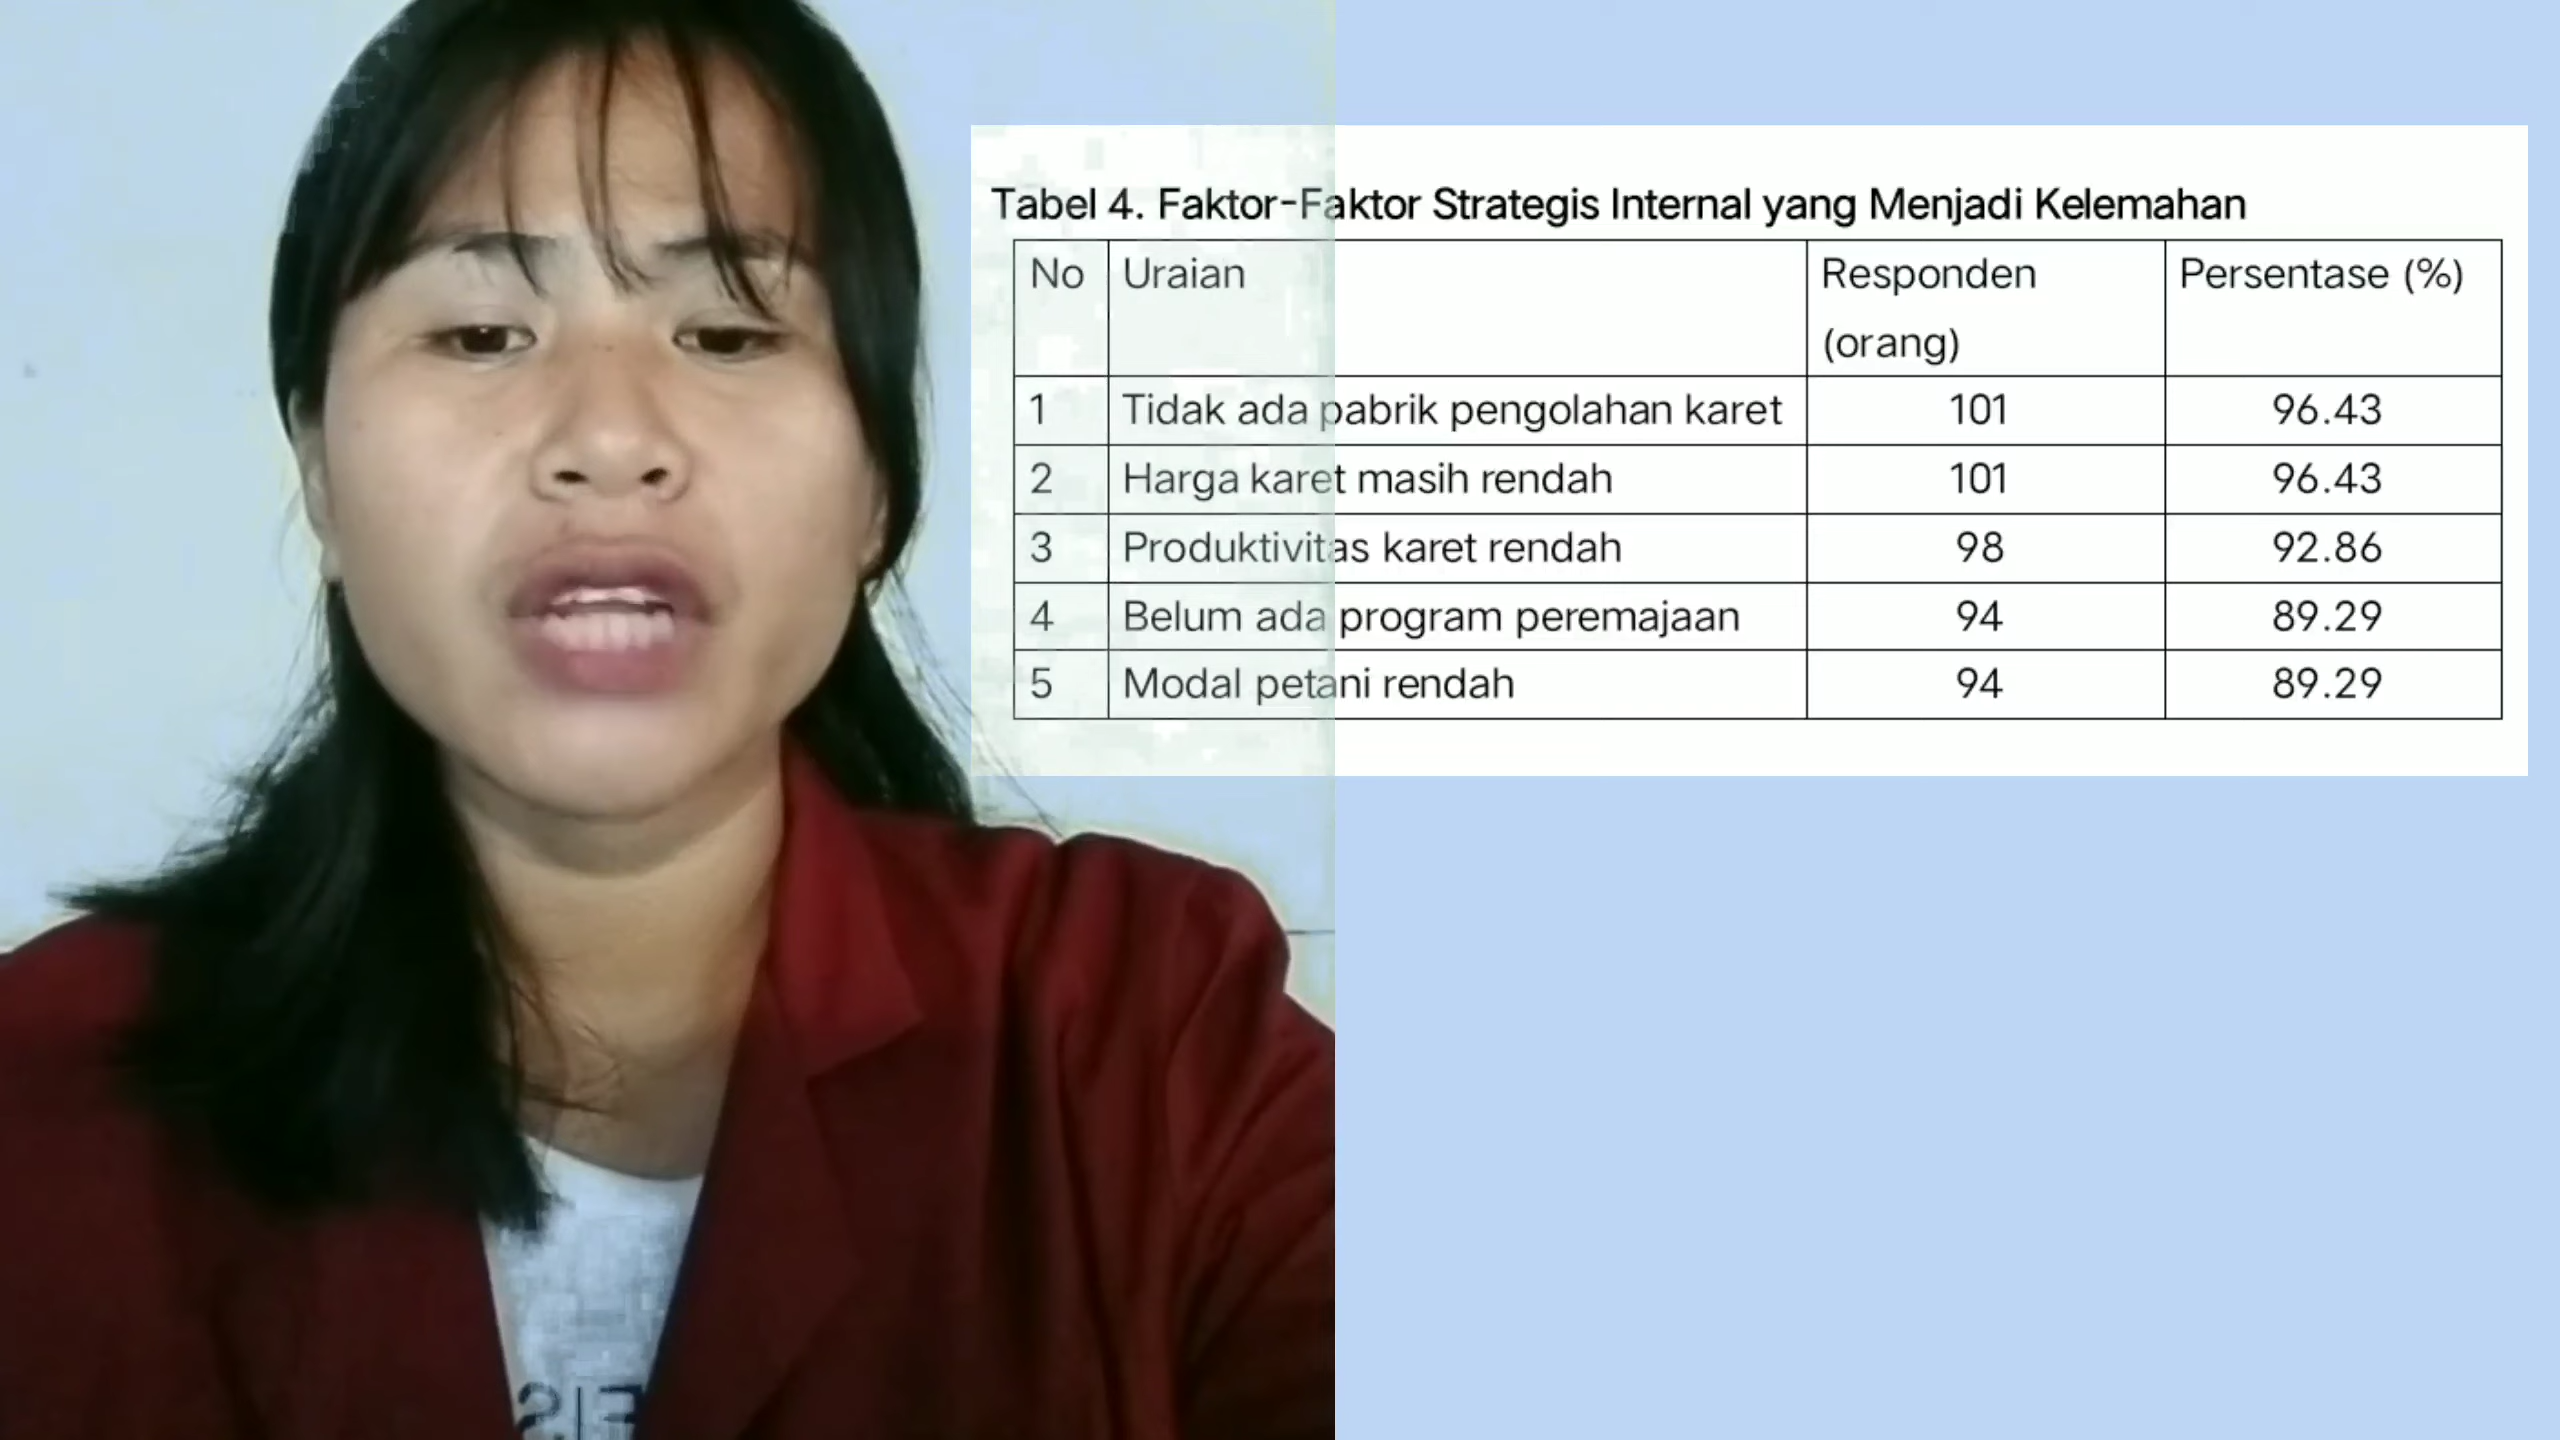 Tabel 4. Faktor-Faktor Strategis Internal yang Menjadi Kelemahan
No Uraian Responden (orang) Persentase (%)
1 Tidak ada pabrik pengolahan karet 101 96.43
2 Harga karet masih rendah 101 96.43
3 Produktivitas karet rendah 98 92.86
4 Belum ada program peremajaan 94 89.29
5 Modal petani rendah 94 89.29